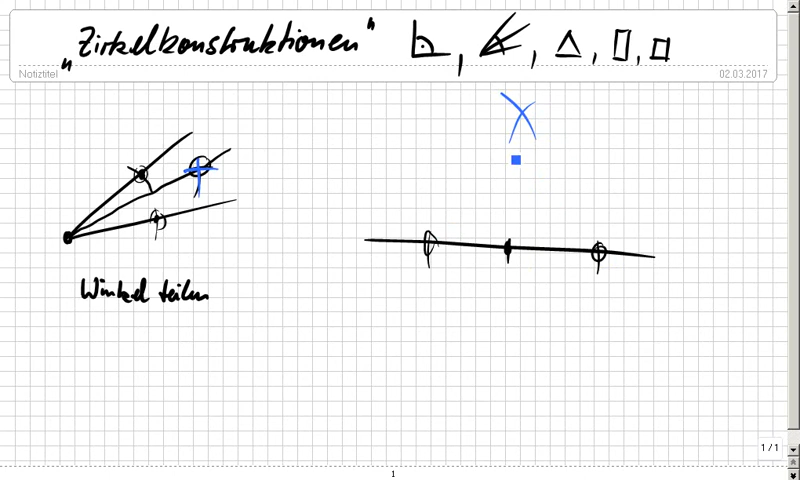 „Zirkelkonstruktionen"
Notiztitel
02.03.2017
Winkel teilen
1 / 1
1